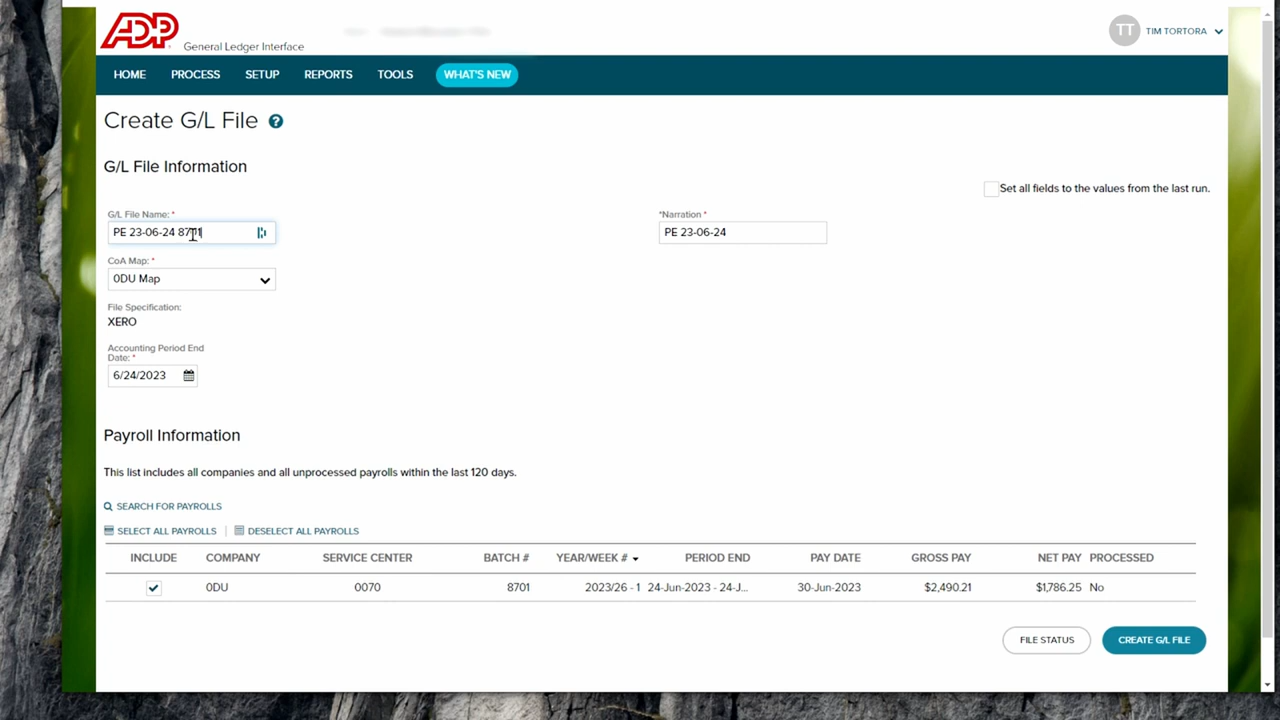 ADP
General Ledger Interface
TT
TIM TORTORA
HOME PROCESS SETUP REPORTS TOOLS WHAT'S NEW
Create G/L File ?
G/L File Information
Set all fields to the values from the last run.
G/L File Name: *
*Narration *
PE 23-06-24
PE 23-06-24
CoA Map: *
0DU Map
File Specification:
XERO
Accounting Period End
Date: *
6/24/2023
Payroll Information
This list includes all companies and all unprocessed payrolls within the last 120 days.
SEARCH FOR PAYROLLS
SELECT ALL PAYROLLS | DESELECT ALL PAYROLLS
INCLUDE COMPANY SERVICE CENTER BATCH # YEAR/WEEK # PERIOD END PAY DATE GROSS PAY NET PAY PROCESSED
0DU 0070 8701 2023/26 - 1 24-Jun-2023 - 24-J... 30-Jun-2023 $2,490.21 $1,786.25 No
FILE STATUS CREATE G/L FILE